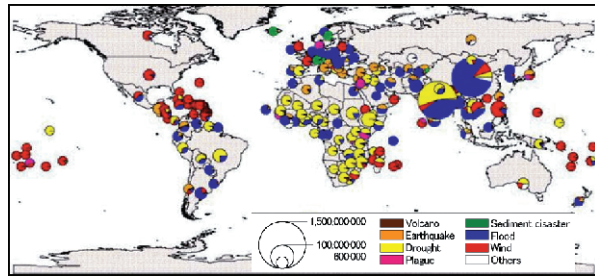 1,500,000,000
100,000,000
600,000
Volcano
Earthquake
Drought
Plague
Sediment disaster
Flood
Wind
Others